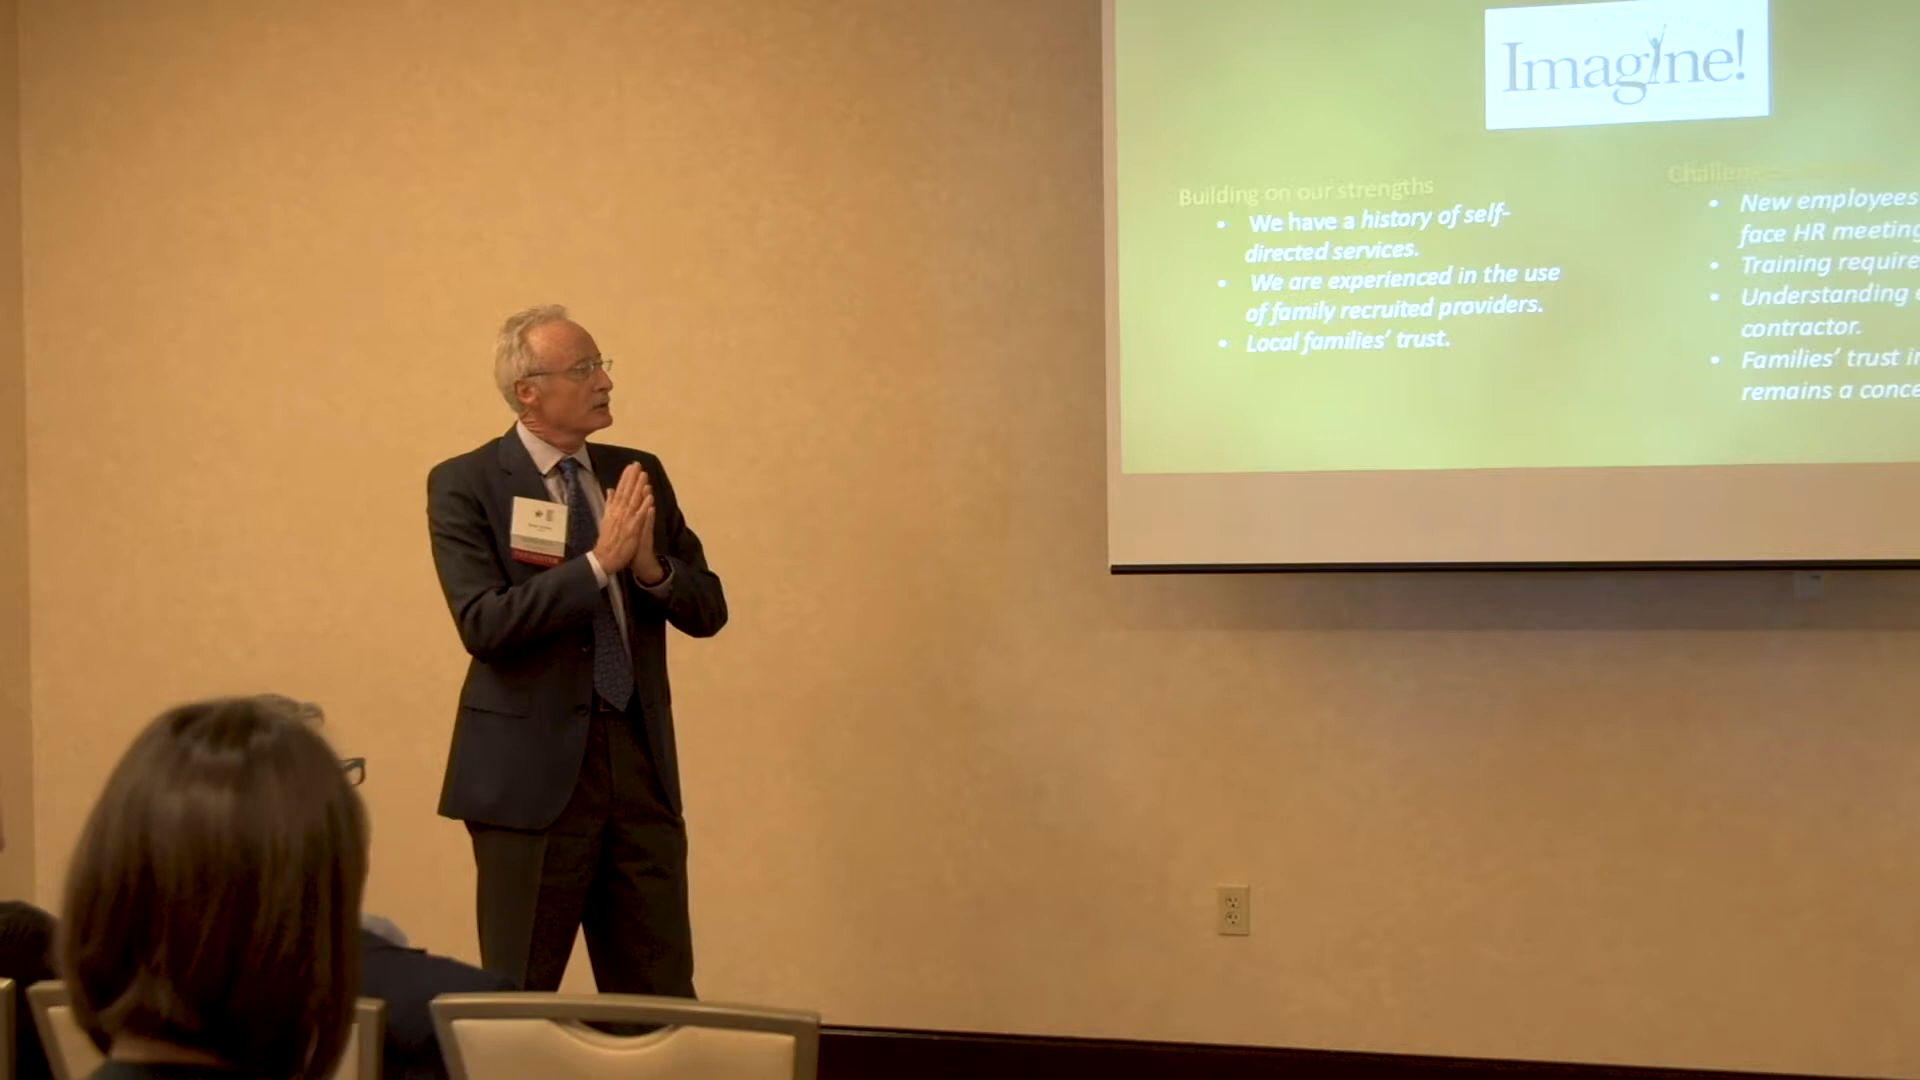 Imagine!
Building on our strengths
• We have a history of self-
directed services.
• We are experienced in the use
of family recruited providers.
• Local families’ trust.
• New employees
face HR meeting
• Training require
• Understanding
contractor.
• Families’ trust
remains a conce